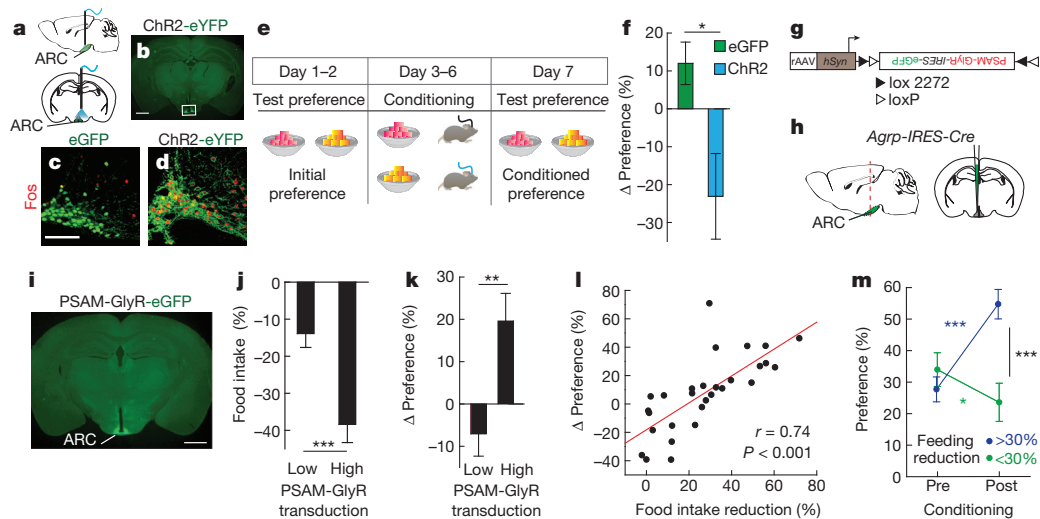 a
ARC
ARC
ChR2-eYFP
b
eGFP
ChR2-eYFP
Fos
c
d
e
Day 1–2
Day 3–6
Day 7
Test preference
Conditioning
Test preference
Initial
preference
Conditioned
preference
f
*
eGFP
ChR2
Δ Preference (%)
20
10
0
−10
−20
−30
g
rAAV
hSyn
PSAM-GlyR-IRES-eGFP
lox 2272
loxP
h
Agrp-IRES-Cre
ARC
i
PSAM-GlyR-eGFP
ARC
j
Food intake (%)
0
−10
−20
−30
−40
***
Low High
PSAM-GlyR
transduction
k
Δ Preference (%)
30
20
10
0
−10
**
Low High
PSAM-GlyR
transduction
l
Δ Preference (%)
80
60
40
20
0
−20
−40
r = 0.74
P < 0.001
0 20 40 60 80
Food intake reduction (%)
m
Preference (%)
60
50
40
30
20
10
0
***
***
*
Feeding
reduction
>30%
<30%
Pre Post
Conditioning